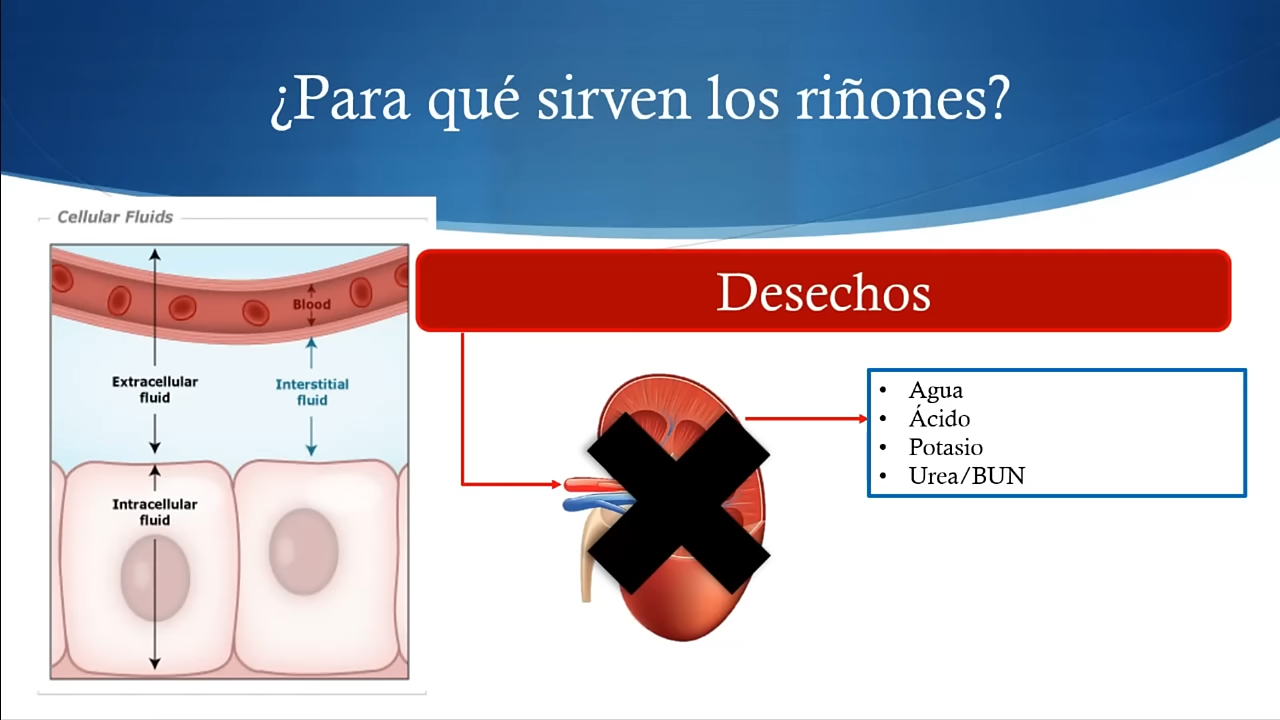 ¿Para qué sirven los riñones?
Cellular Fluids
Blood
Extracellular
fluid
Interstitial
fluid
Intracellular
fluid
Desechos
• Agua
• Ácido
• Potasio
• Urea/BUN